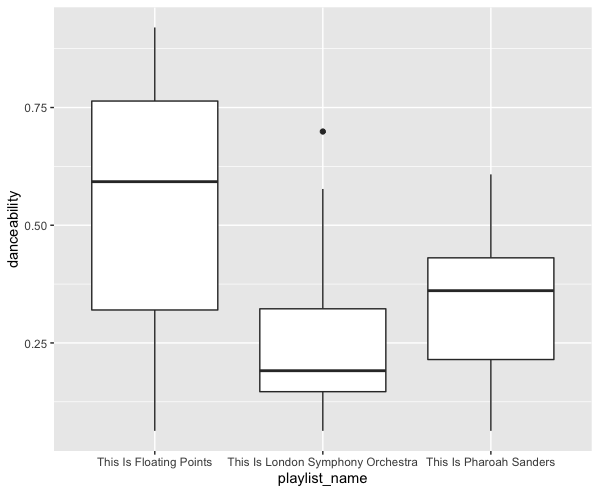 danceability
0.75
0.50
0.25
This Is Floating Points
This Is London Symphony Orchestra
This Is Pharoah Sanders
playlist_name